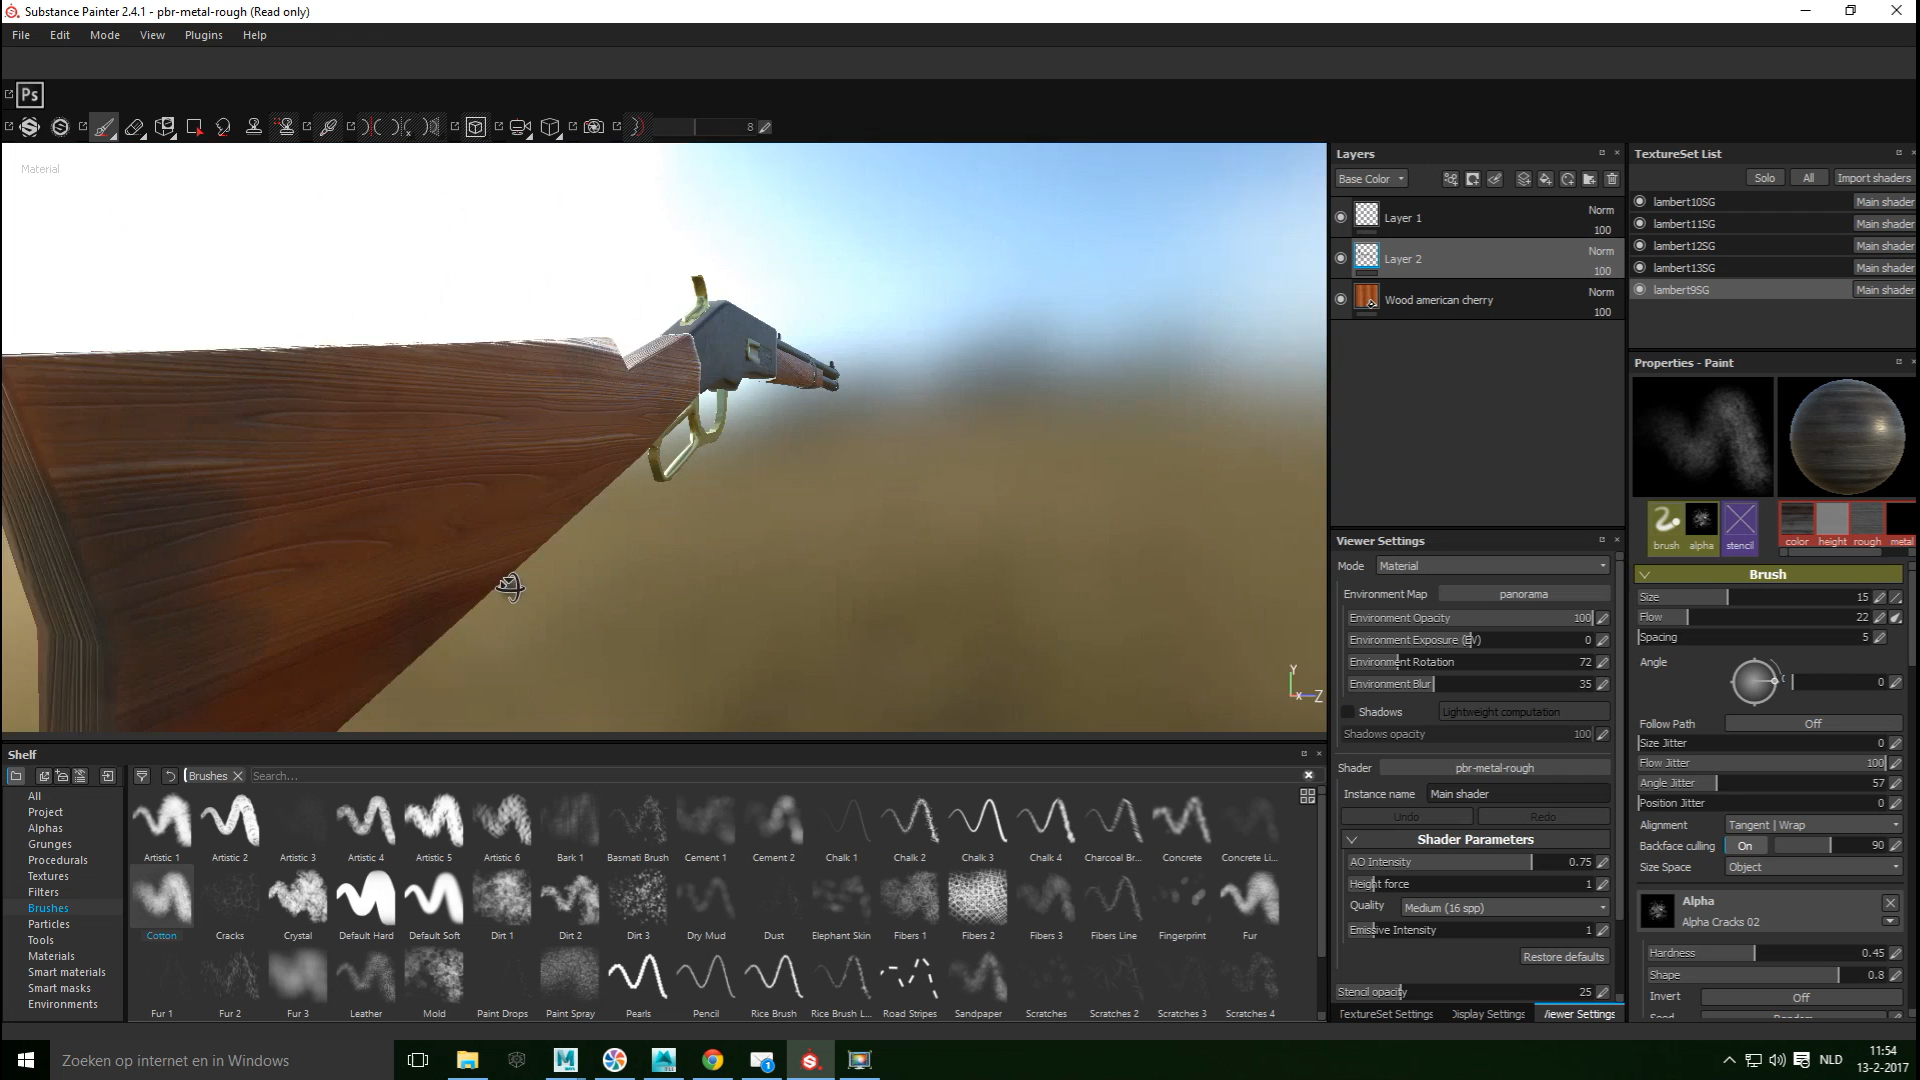 Substance Painter 2.4.1 - pbr-metal-rough (Read only)
File Edit Mode View Plugins Help
Ps
8
Material
Y
X Z
Layers
Base Color
Layer 1 Norm 100
Layer 2 Norm 100
Wood american cherry Norm 100
TextureSet List
Solo All Import shaders
lambert10SG Main shader
lambert11SG Main shader
lambert12SG Main shader
lambert13SG Main shader
lambert9SG Main shader
Viewer Settings
Mode Material
Environment Map panorama
Environment Opacity 100
Environment Exposure (EV) 0
Environment Rotation 72
Environment Blur 35
Shadows Lightweight computation
Shadows opacity 100
Shader pbr-metal-rough
Instance name Main shader
Undo Redo
Shader Parameters
AO Intensity 0.75
Height force 1
Quality Medium (16 spp)
Emissive Intensity 1
Restore defaults
Stencil opacity 25
TextureSet Settings Display Settings Viewer Settings
Properties - Paint
brush alpha stencil color height rough metal
Brush
Size 15
Flow 22
Spacing 5
Angle 0
Follow Path Off
Size Jitter 0
Flow Jitter 100
Angle Jitter 57
Position Jitter 0
Alignment Tangent | Wrap
Backface culling On 90
Size Space Object
Alpha
Alpha Cracks 02
Hardness 0.45
Shape 0.8
Invert Off
Seed Random
Shelf
Brushes Search...
All
Project
Alphas
Grunges
Procedurals
Textures
Filters
Brushes
Particles
Tools
Materials
Smart materials
Smart masks
Environments
Artistic 1 Artistic 2 Artistic 3 Artistic 4 Artistic 5 Artistic 6 Bark 1 Basmati Brush Cement 1 Cement 2 Chalk 1 Chalk 2 Chalk 3 Chalk 4 Charcoal Br... Concrete Concrete Li...
Cotton Cracks Crystal Default Hard Default Soft Dirt 1 Dirt 2 Dirt 3 Dry Mud Dust Elephant Skin Fibers 1 Fibers 2 Fibers 3 Fibers Line Fingerprint Fur
Fur 1 Fur 2 Fur 3 Leather Mold Paint Drops Paint Spray Pearls Pencil Rice Brush Rice Brush L... Road Stripes Sandpaper Scratches Scratches 2 Scratches 3 Scratches 4
Zoeken op internet en in Windows
1
NLD
11:54
13-2-2017